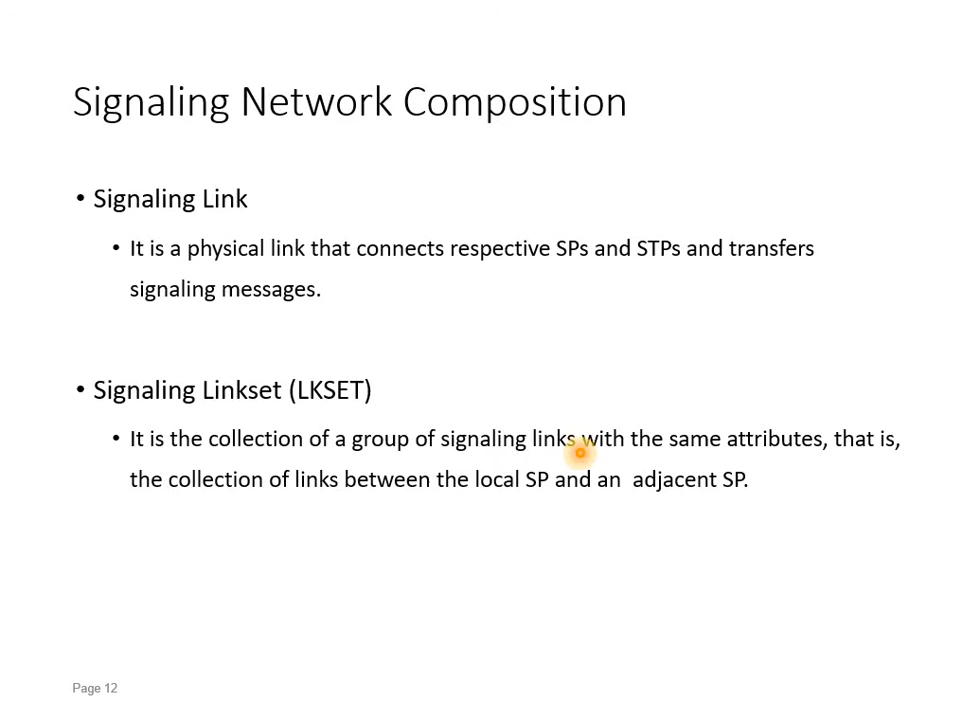 Signaling Network Composition
• Signaling Link
• It is a physical link that connects respective SPs and STPs and transfers
signaling messages.
• Signaling Linkset (LKSET)
• It is the collection of a group of signaling links with the same attributes, that is,
the collection of links between the local SP and an adjacent SP.
Page 12